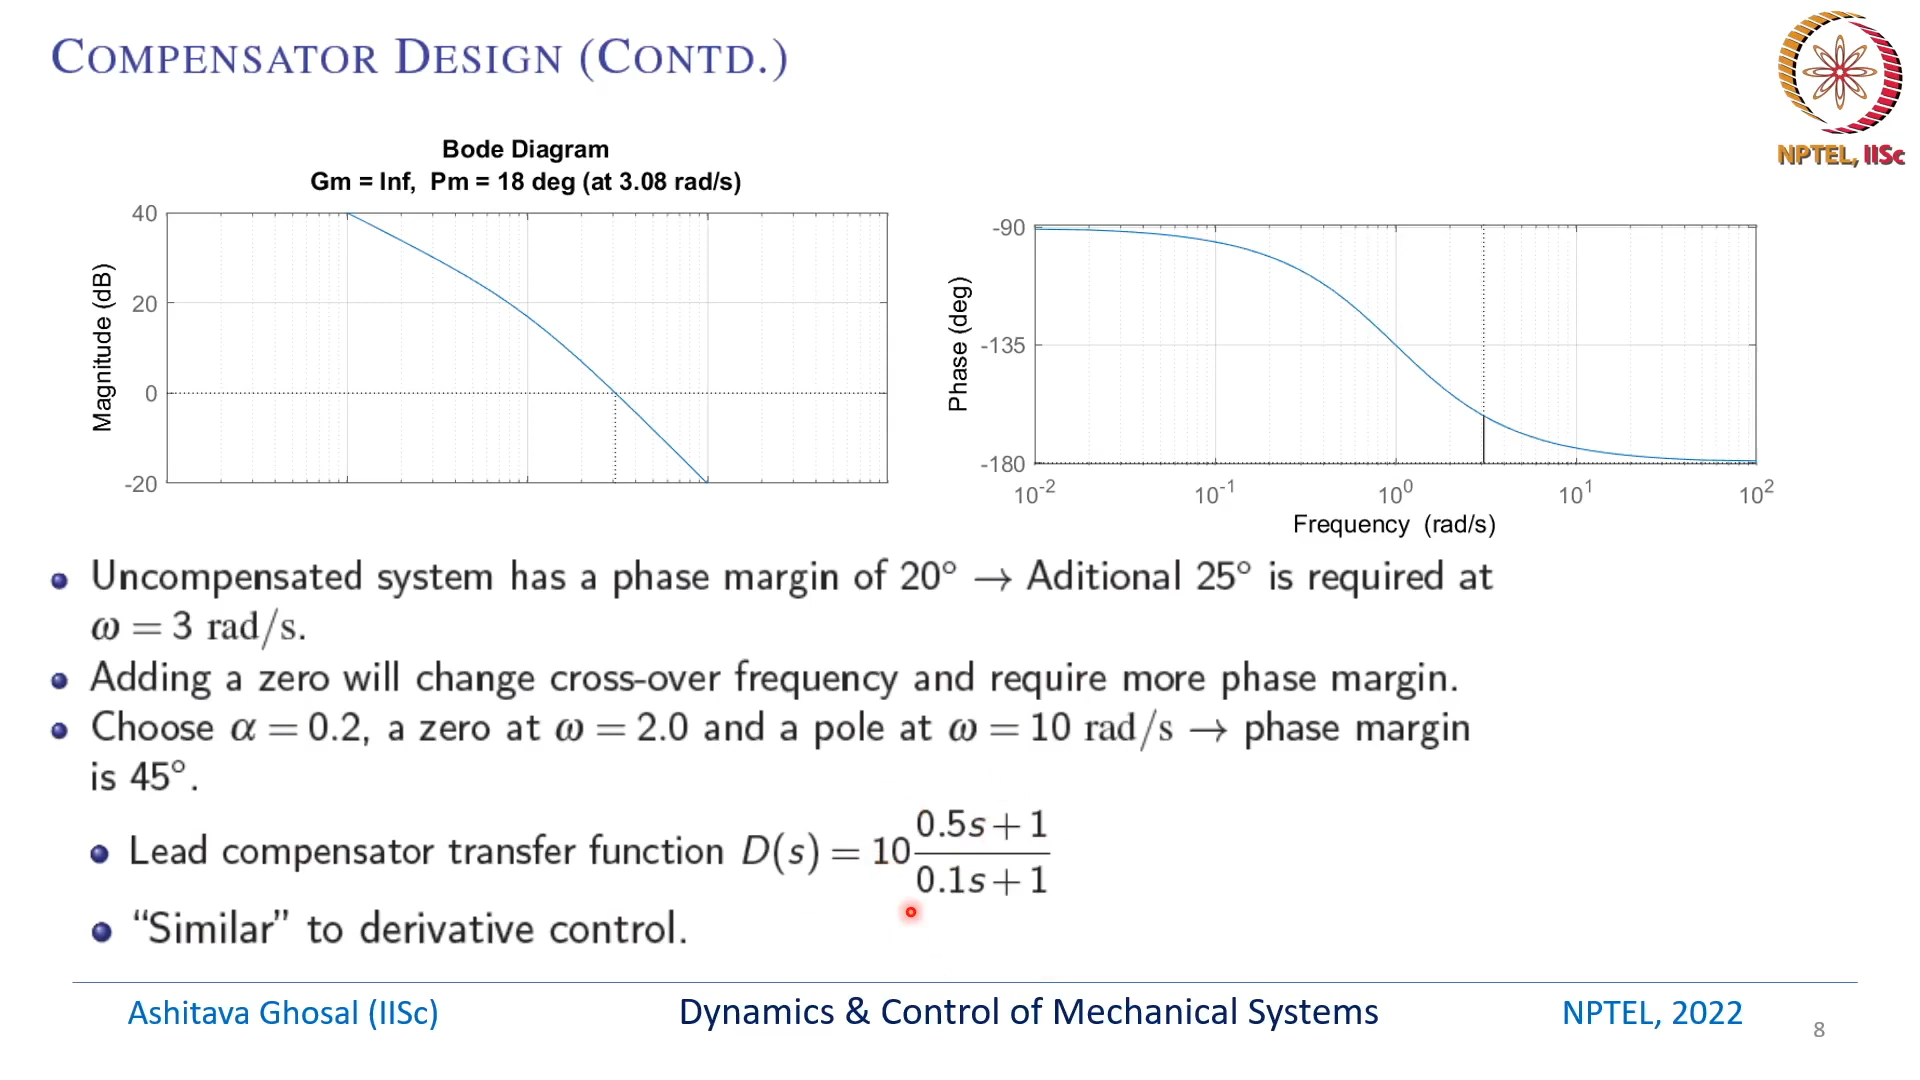 COMPENSATOR DESIGN (CONTD.)
NPTEL, IISc
Bode Diagram
Gm = Inf, Pm = 18 deg (at 3.08 rad/s)
Magnitude (dB)
40
20
0
-20
Phase (deg)
-90
-135
-180
10^-2 10^-1 10^0 10^1 10^2
Frequency (rad/s)
Uncompensated system has a phase margin of 20° → Aditional 25° is required at
ω = 3 rad/s.
Adding a zero will change cross-over frequency and require more phase margin.
Choose α = 0.2, a zero at ω = 2.0 and a pole at ω = 10 rad/s → phase margin
is 45°.
Lead compensator transfer function D(s) = 10 (0.5s+1)/(0.1s+1)
“Similar” to derivative control.
Ashitava Ghosal (IISc) Dynamics & Control of Mechanical Systems NPTEL, 2022 8